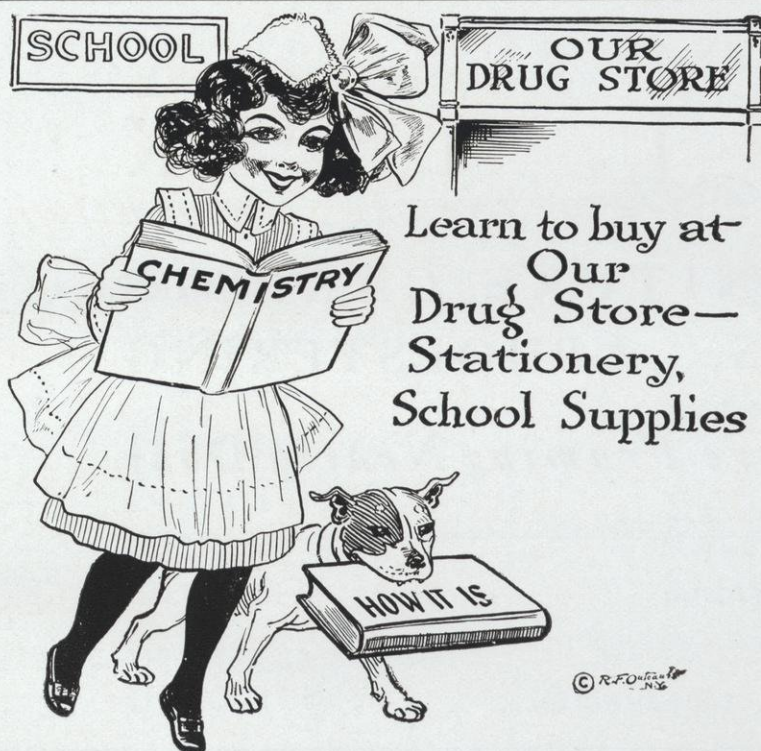 SCHOOL
OUR
DRUG STORE
Learn to buy at
Our
Drug Store—
Stationery,
School Supplies
CHEMISTRY
HOW IT IS
© R.F. Outcault
N.Y.